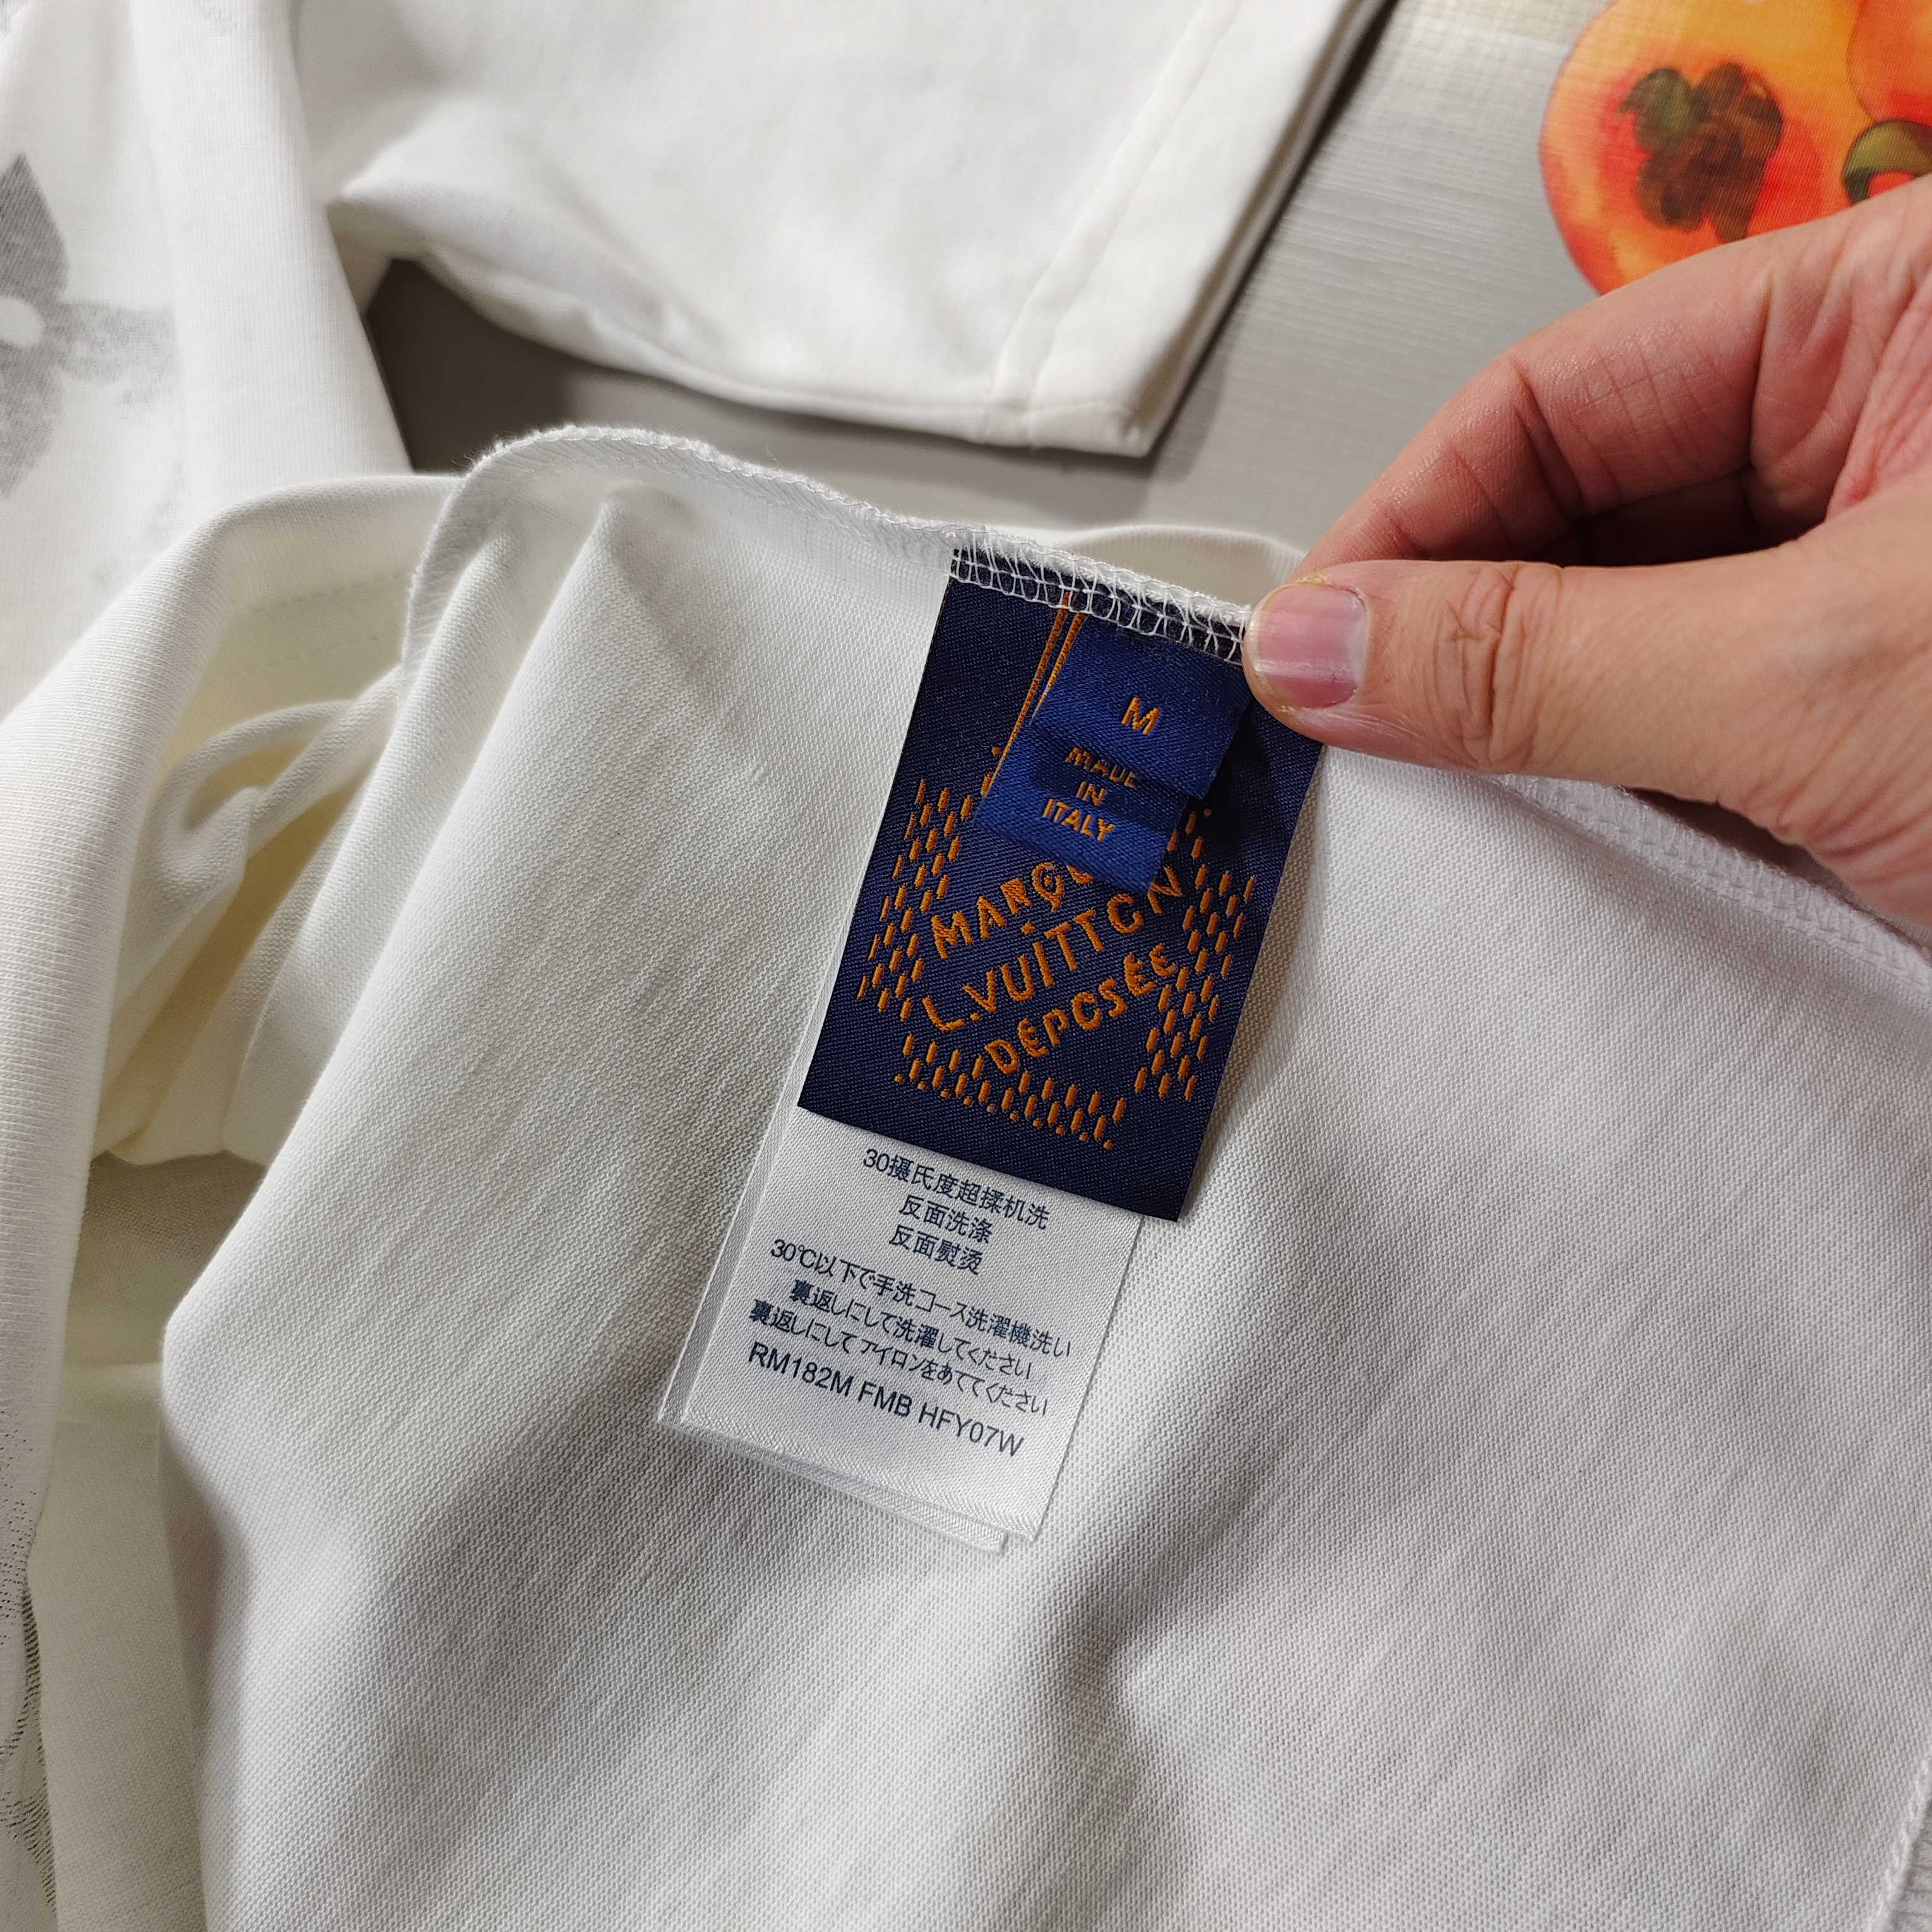 M
MADE
IN
ITALY
L.VUITTON
DÉPOSÉE
30摄氏度超揉机洗
反面洗涤
反面熨烫
30℃以下で手洗コース洗濯機洗い
裏返しにして洗濯してください
裏返しにして アイロンをあててください
RM182M FMB HFY07W